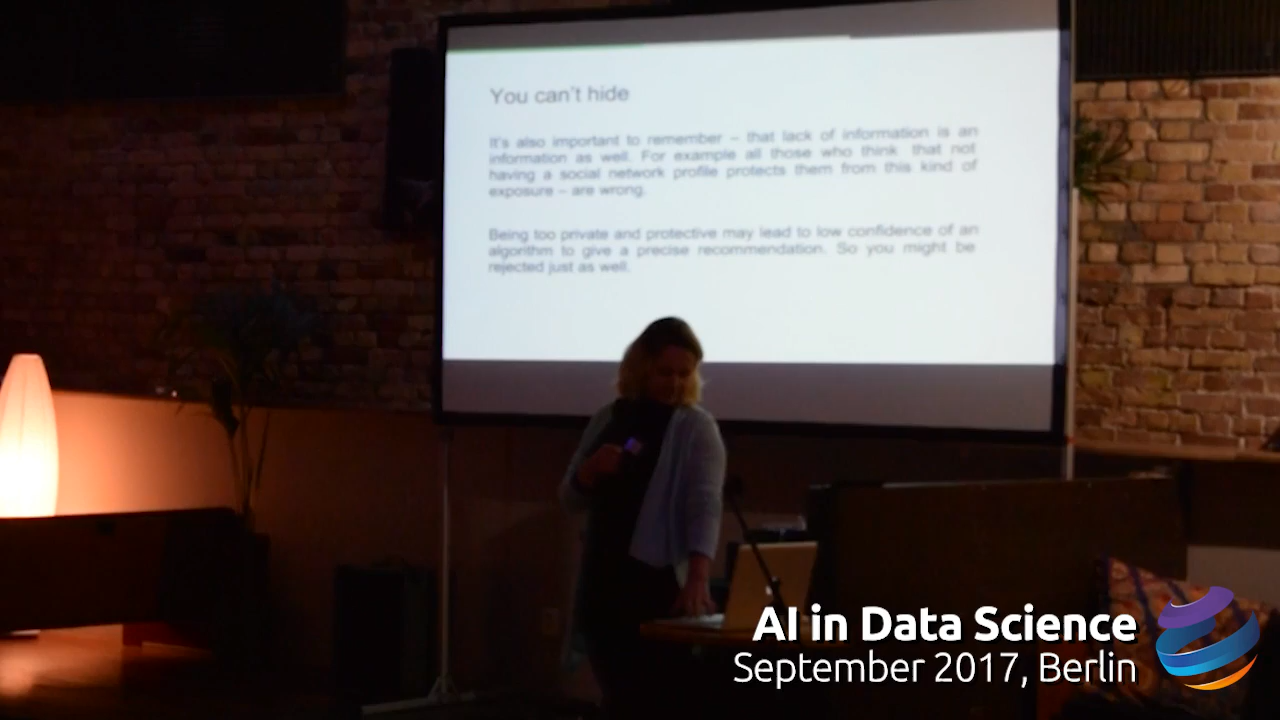 You can't hide
It's also important to remember – that lack of information is an
information as well. For example all those who think that not
having a social network profile protects them from this kind of
exposure – are wrong.
Being too private and protective may lead to low confidence of an
algorithm to give a precise recommendation. So you might be
rejected just as well.
AI in Data Science
September 2017, Berlin